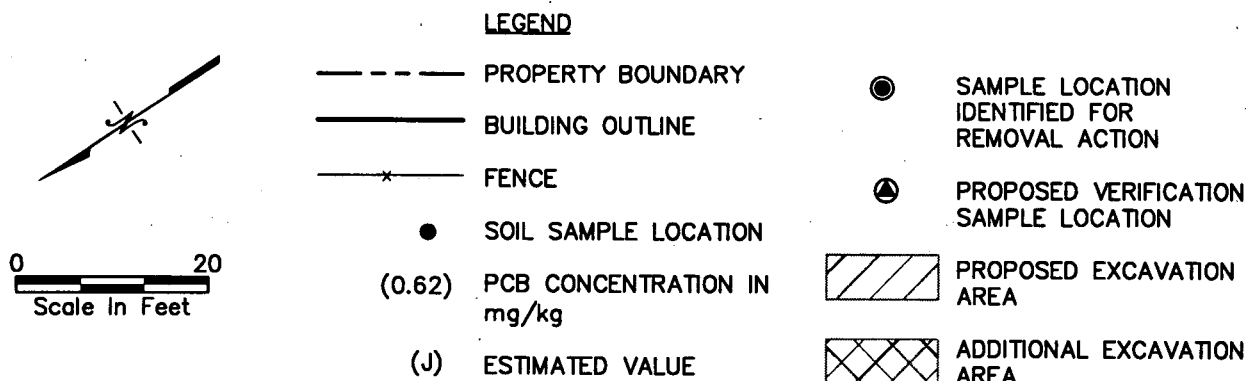 LEGEND
PROPERTY BOUNDARY
BUILDING OUTLINE
FENCE
SOIL SAMPLE LOCATION
(0.62) PCB CONCENTRATION IN
mg/kg
(J) ESTIMATED VALUE
SAMPLE LOCATION
IDENTIFIED FOR
REMOVAL ACTION
PROPOSED VERIFICATION
SAMPLE LOCATION
PROPOSED EXCAVATION
AREA
ADDITIONAL EXCAVATION
AREA
0 20
Scale In Feet